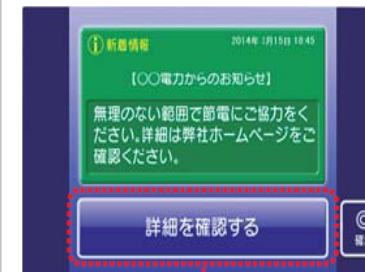 新着情報 2014年 1月15日 10:45
【〇〇電力からのお知らせ】
無理のない範囲で節電にご協力をく
ださい。詳細は弊社ホームページをご
確認ください。
詳細を確認する